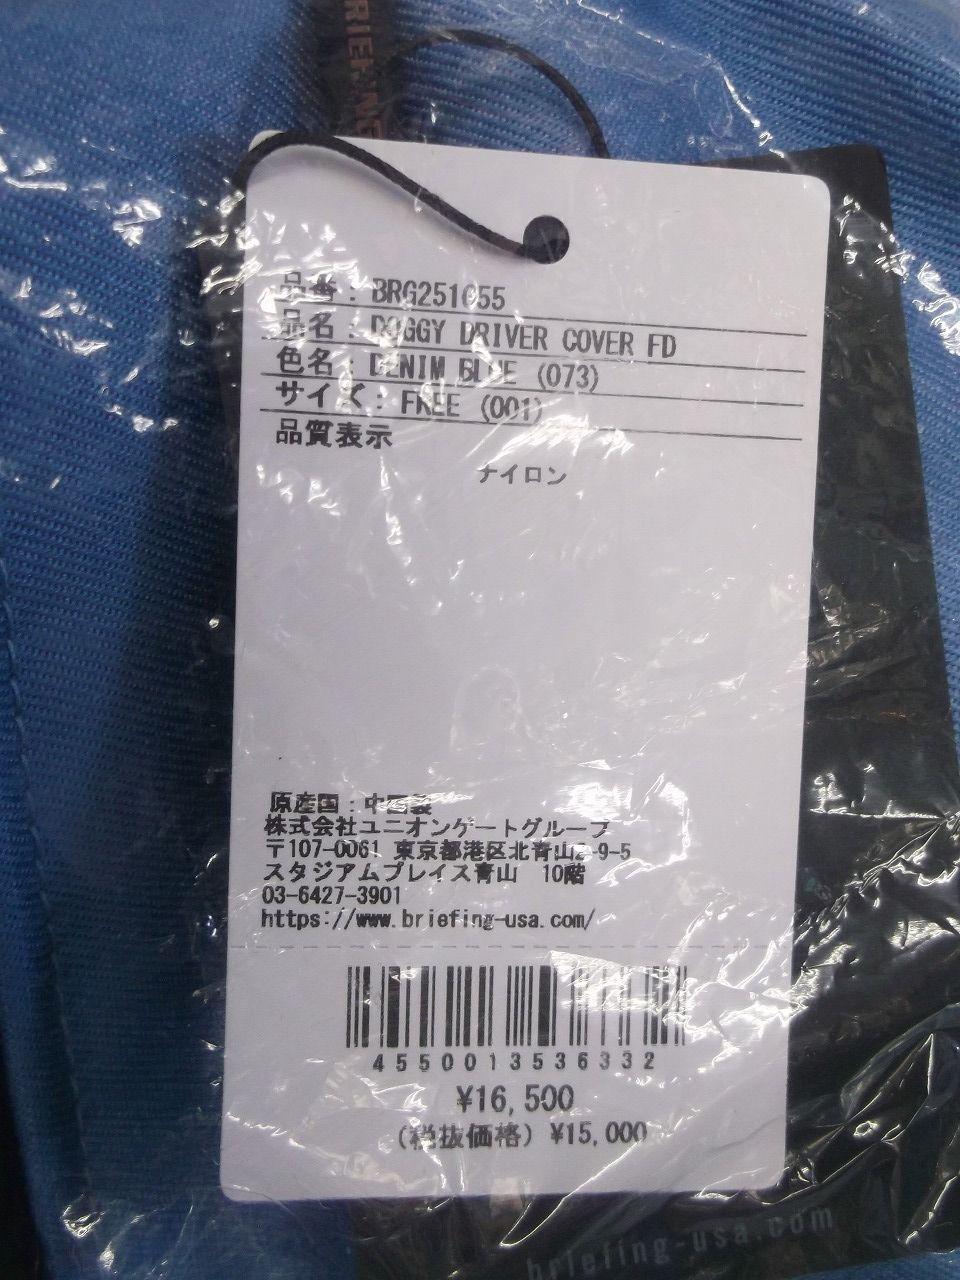 BRIEFING
品番：BRG251G55
品名：DOGGY DRIVER COVER FD
色名：DENIM BLUE (073)
サイズ：FREE (001)
品質表示
ナイロン
原産国：中国製
株式会社ユニオンゲートグループ
〒107-0061 東京都港区北青山2-9-5
スタジアムプレイス青山 10階
03-6427-3901
https://www.briefing-usa.com/
4550013536332
¥16,500
(税抜価格) ¥15,000
briefing-usa.com